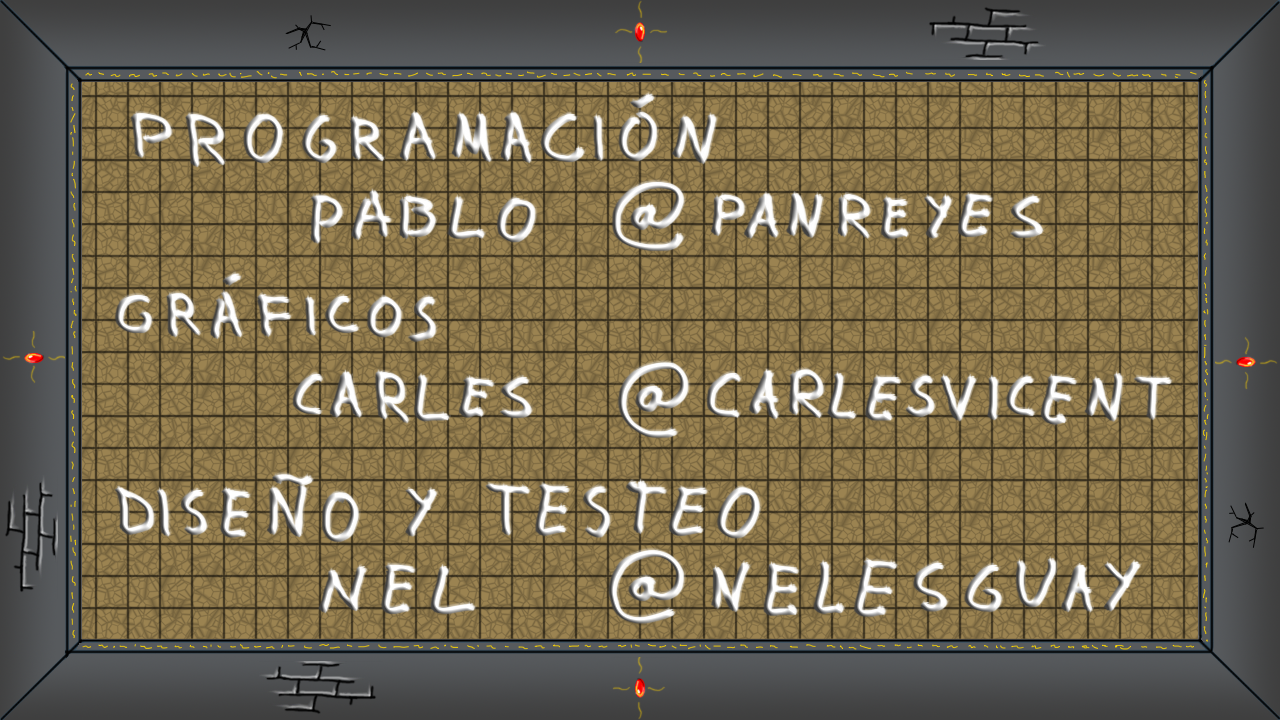 PROGRAMACIÓN
PABLO @PANREYES
GRÁFICOS
CARLES @CARLESVICENT
DISEÑO Y TESTEO
NEL @NELESGUAY